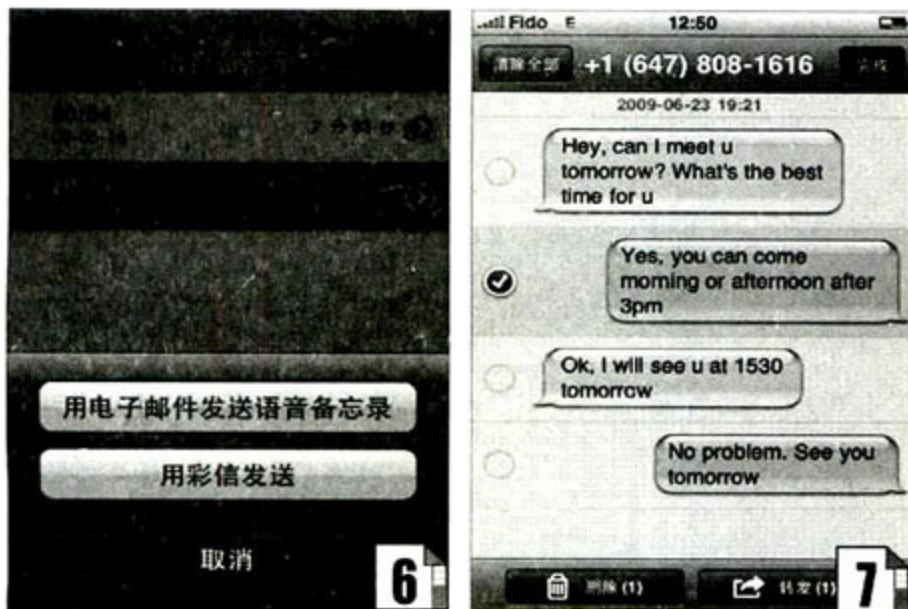 用电子邮件发送语音备忘录
用彩信发送
取消
6
Fido E 12:50
清除全部 +1 (647) 808-1616 完成
2009-06-23 19:21
Hey, can I meet u
tomorrow? What's the best
time for u
Yes, you can come
morning or afternoon after
3pm
Ok, I will see u at 1530
tomorrow
No problem. See you
tomorrow
删除 (1) 转发 (1)
7